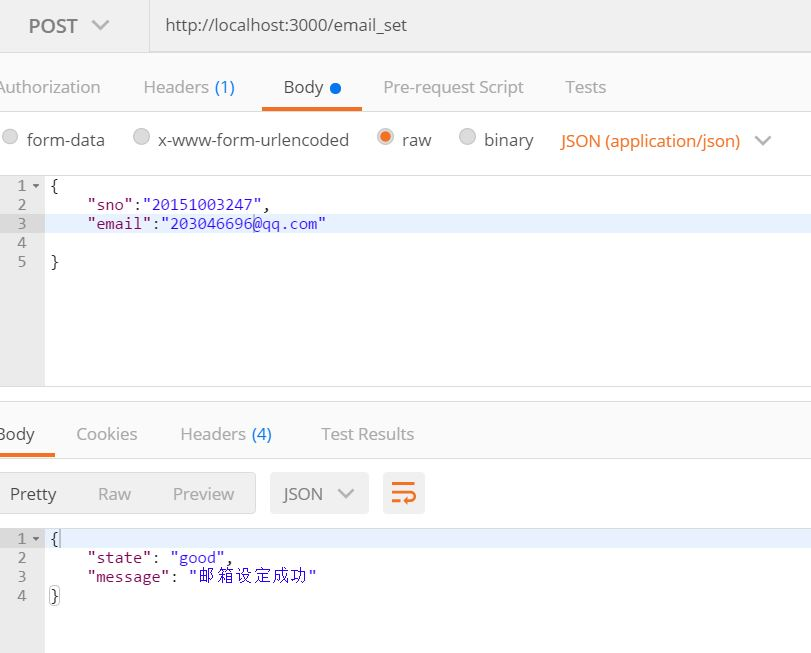 POST http://localhost:3000/email_set
Authorization Headers (1) Body Pre-request Script Tests
form-data x-www-form-urlencoded raw binary JSON (application/json)
1 {
2 "sno":"20151003247",
3 "email":"203046696@qq.com"
4
5 }
Body Cookies Headers (4) Test Results
Pretty Raw Preview JSON
1 {
2 "state": "good",
3 "message": "邮箱设定成功"
4 }